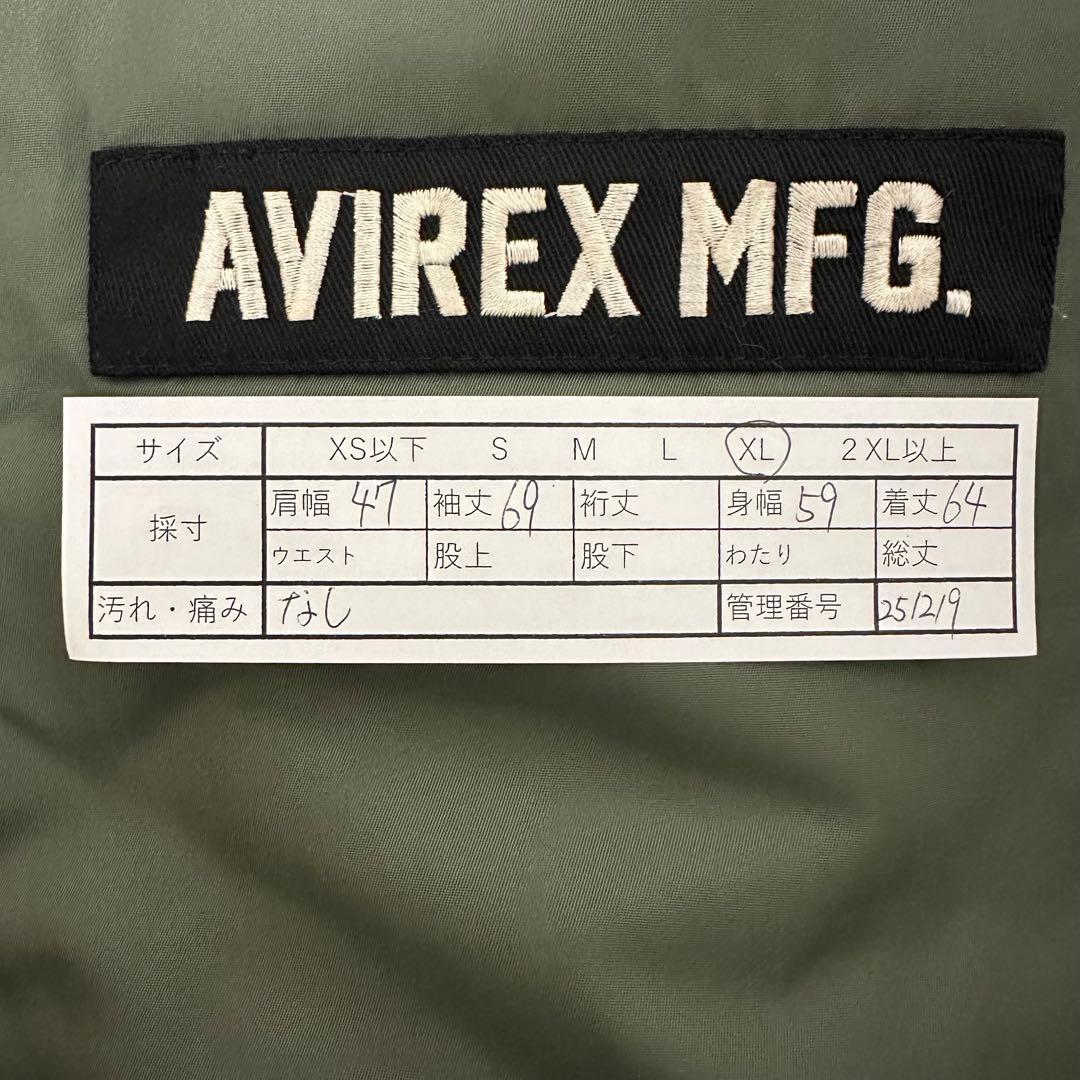 AVIREX MFG.
サイズ XS以下 S M L XL 2XL以上
採寸 肩幅 47 袖丈 69 裄丈 身幅 59 着丈 64
ウエスト 股上 股下 わたり 総丈
汚れ・痛み なし 管理番号 251219